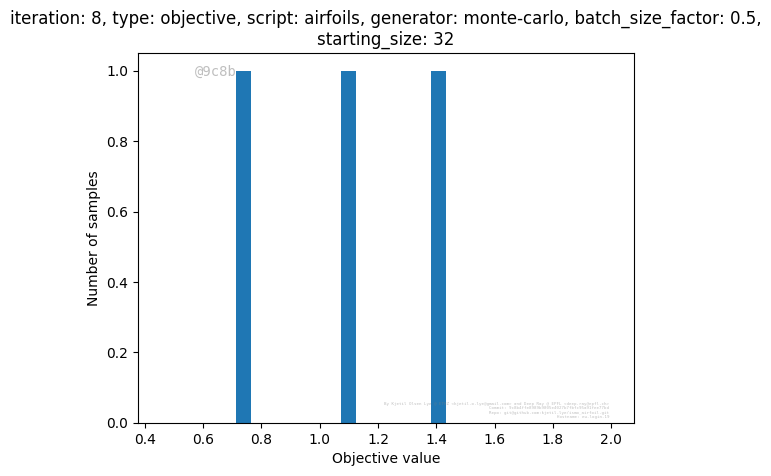 iteration: 8, type: objective, script: airfoils, generator: monte-carlo, batch_size_factor: 0.5,
starting_size: 32
@9c8b
1.0
0.8
0.6
0.4
0.2
0.0
Number of samples
0.4 0.6 0.8 1.0 1.2 1.4 1.6 1.8 2.0
Objective value